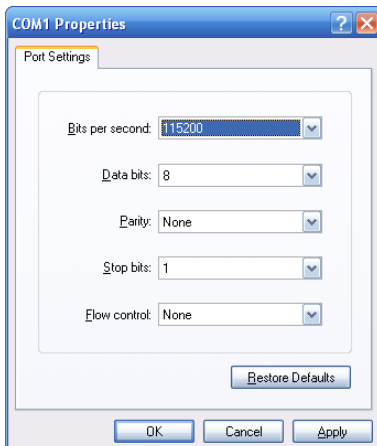 COM1 Properties
Port Settings
Bits per second: 115200
Data bits: 8
Parity: None
Stop bits: 1
Flow control: None
Restore Defaults
OK Cancel Apply